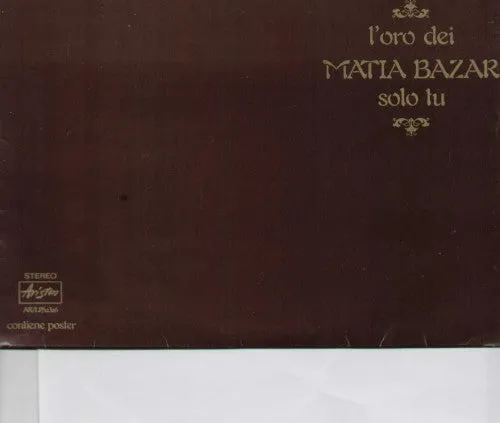 l'oro dei
MATIA BAZAR
solo tu
STEREO
Ariston
contiene poster